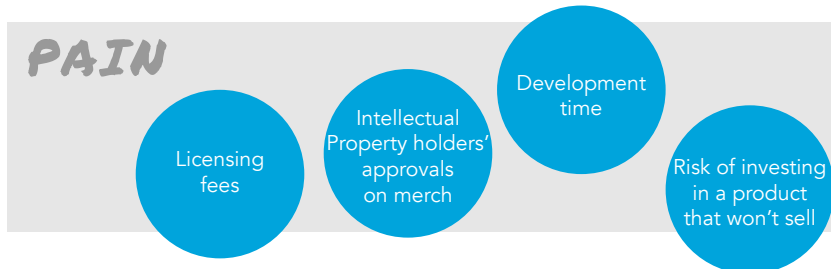 PAIN
Licensing
fees
Intellectual
Property holders’
approvals
on merch
Development
time
Risk of investing
in a product
that won’t sell